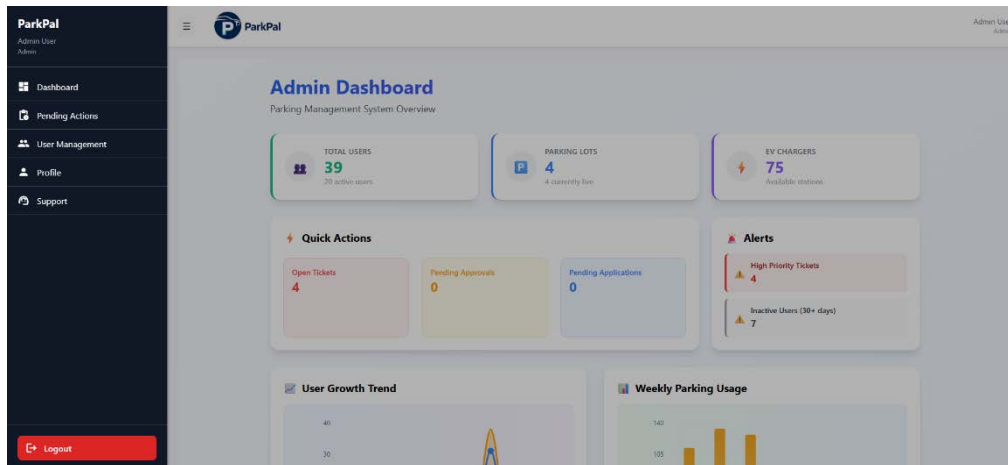 ParkPal
Admin User
Admin
Dashboard
Pending Actions
User Management
Profile
Support
Logout
☰
P
ParkPal
Admin Use
Admi
Admin Dashboard
Parking Management System Overview
TOTAL USERS
39
20 active users
P
PARKING LOTS
4
4 currently live
EV CHARGERS
75
Available stations
Quick Actions
Open Tickets
4
Pending Approvals
0
Pending Applications
0
Alerts
High Priority Tickets
4
Inactive Users (30+ days)
7
User Growth Trend
40
30
Weekly Parking Usage
140
105